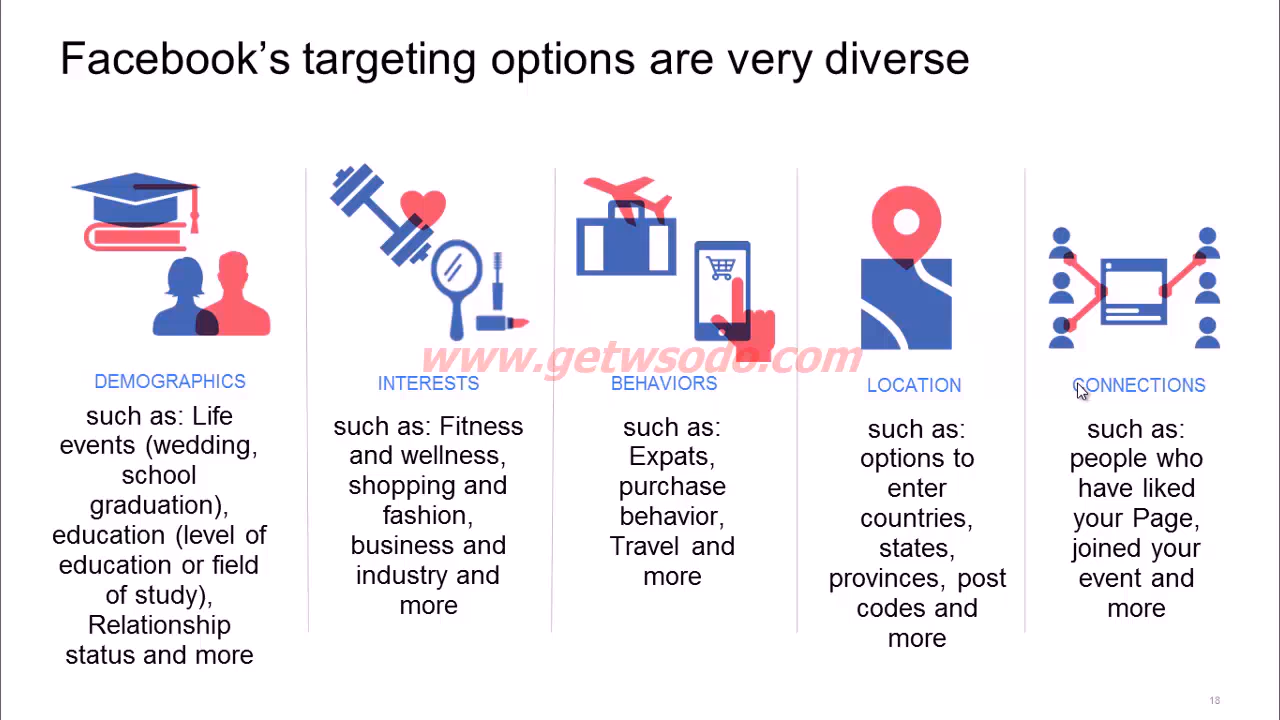 Facebook’s targeting options are very diverse
www.getwsodo.com
DEMOGRAPHICS
such as: Life
events (wedding,
school
graduation),
education (level of
education or field
of study),
Relationship
status and more
INTERESTS
such as: Fitness
and wellness,
shopping and
fashion,
business and
industry and
more
BEHAVIORS
such as:
Expats,
purchase
behavior,
Travel and
more
LOCATION
such as:
options to
enter
countries,
states,
provinces, post
codes and
more
CONNECTIONS
such as:
people who
have liked
your Page,
joined your
event and
more
18